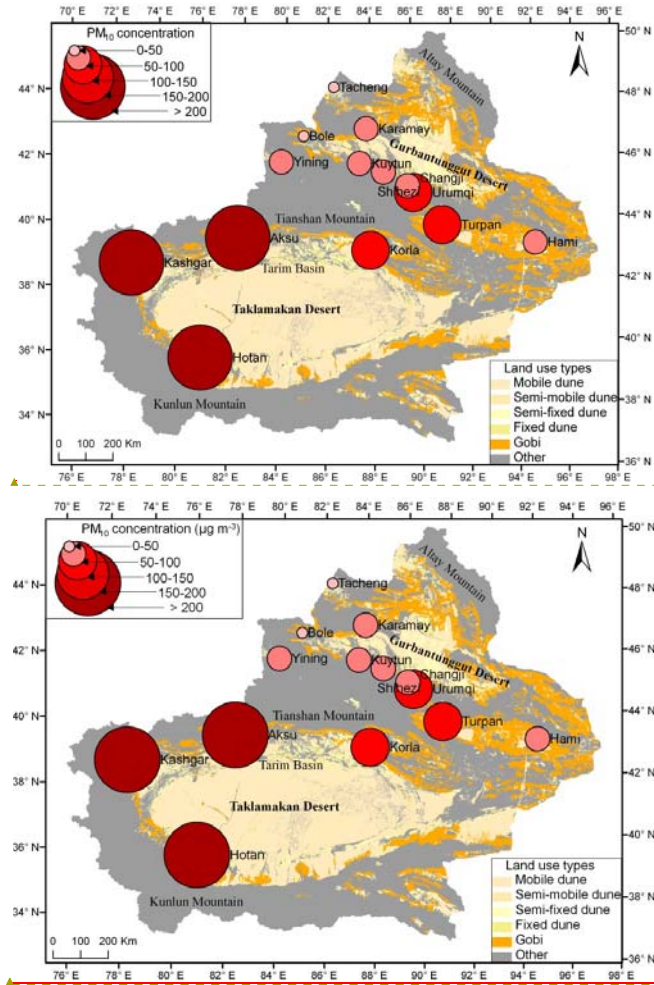 70° E 72° E 74° E 76° E 78° E 80° E 82° E 84° E 86° E 88° E 90° E 92° E 94° E 96° E
PM10 concentration
0-50
50-100
100-150
150-200
> 200
N
50° N
48° N
46° N
44° N
42° N
40° N
38° N
36° N
44° N
42° N
40° N
38° N
36° N
34° N
Altay Mountain
Tacheng
Karamay
Bole
Gurbantunggut Desert
Yining
Kuytun
Changji
Shihezi
Urumqi
Tianshan Mountain
Turpan
Aksu
Korla
Hami
Kashgar
Tarim Basin
Taklamakan Desert
Hotan
Kunlun Mountain
Land use types
Mobile dune
Semi-mobile dune
Semi-fixed dune
Fixed dune
Gobi
Other
0 100 200 Km
76° E 78° E 80° E 82° E 84° E 86° E 88° E 90° E 92° E 94° E 96° E 98° E
70° E 72° E 74° E 76° E 78° E 80° E 82° E 84° E 86° E 88° E 90° E 92° E 94° E 96° E
PM10 concentration (μg m-3)
0-50
50-100
100-150
150-200
> 200
N
50° N
48° N
46° N
44° N
42° N
40° N
38° N
36° N
44° N
42° N
40° N
38° N
36° N
34° N
Altay Mountain
Tacheng
Karamay
Bole
Gurbantunggut Desert
Yining
Kuytun
Changji
Shihezi
Urumqi
Tianshan Mountain
Turpan
Aksu
Korla
Hami
Kashgar
Tarim Basin
Taklamakan Desert
Hotan
Kunlun Mountain
Land use types
Mobile dune
Semi-mobile dune
Semi-fixed dune
Fixed dune
Gobi
Other
0 100 200 Km
76° E 78° E 80° E 82° E 84° E 86° E 88° E 90° E 92° E 94° E 96° E 98° E